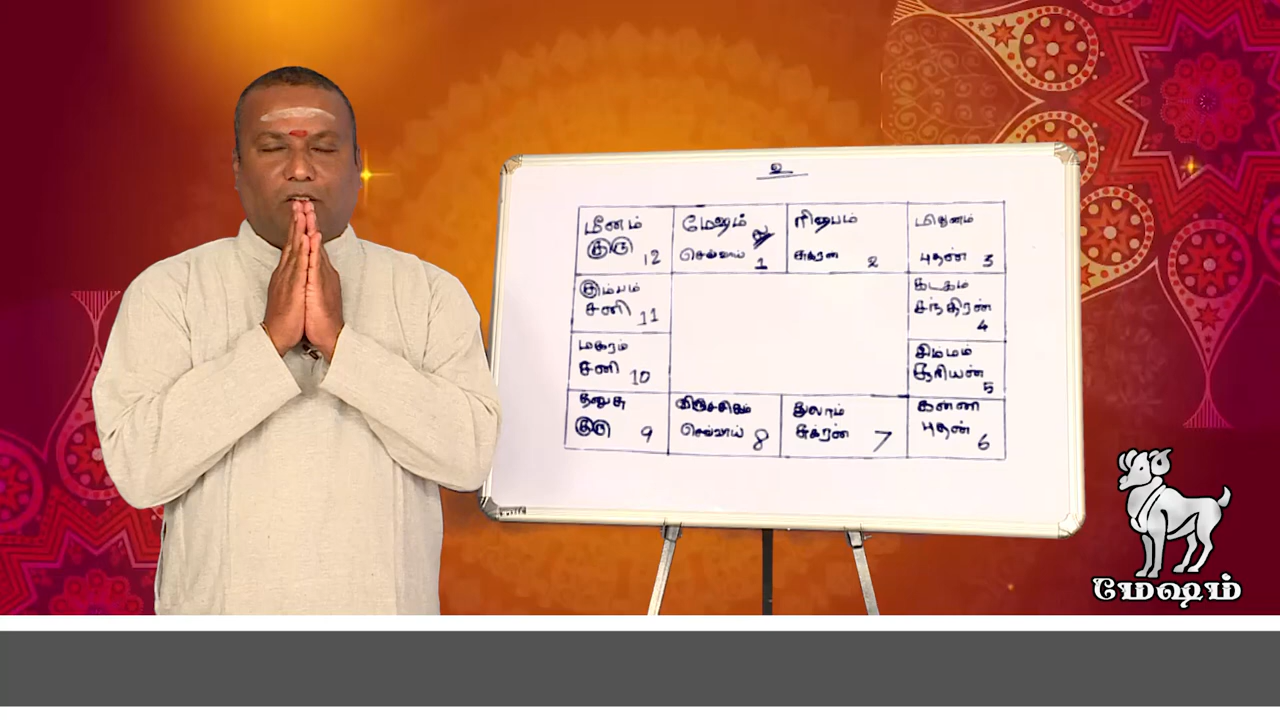 உ
மீனம்
குரு 12
மேஷம்
ல
செவ்வாய் 1
ரிஷபம்
சுக்ரன் 2
மிதுனம்
புதன் 3
கும்பம்
சனி 11
கடகம்
சந்திரன்
4
மகரம்
சனி 10
சிம்மம்
சூரியன்
5
தனுசு
குரு 9
விருச்சிகம்
செவ்வாய் 8
துலாம்
சுக்ரன் 7
கன்னி
புதன் 6
மேஷம்